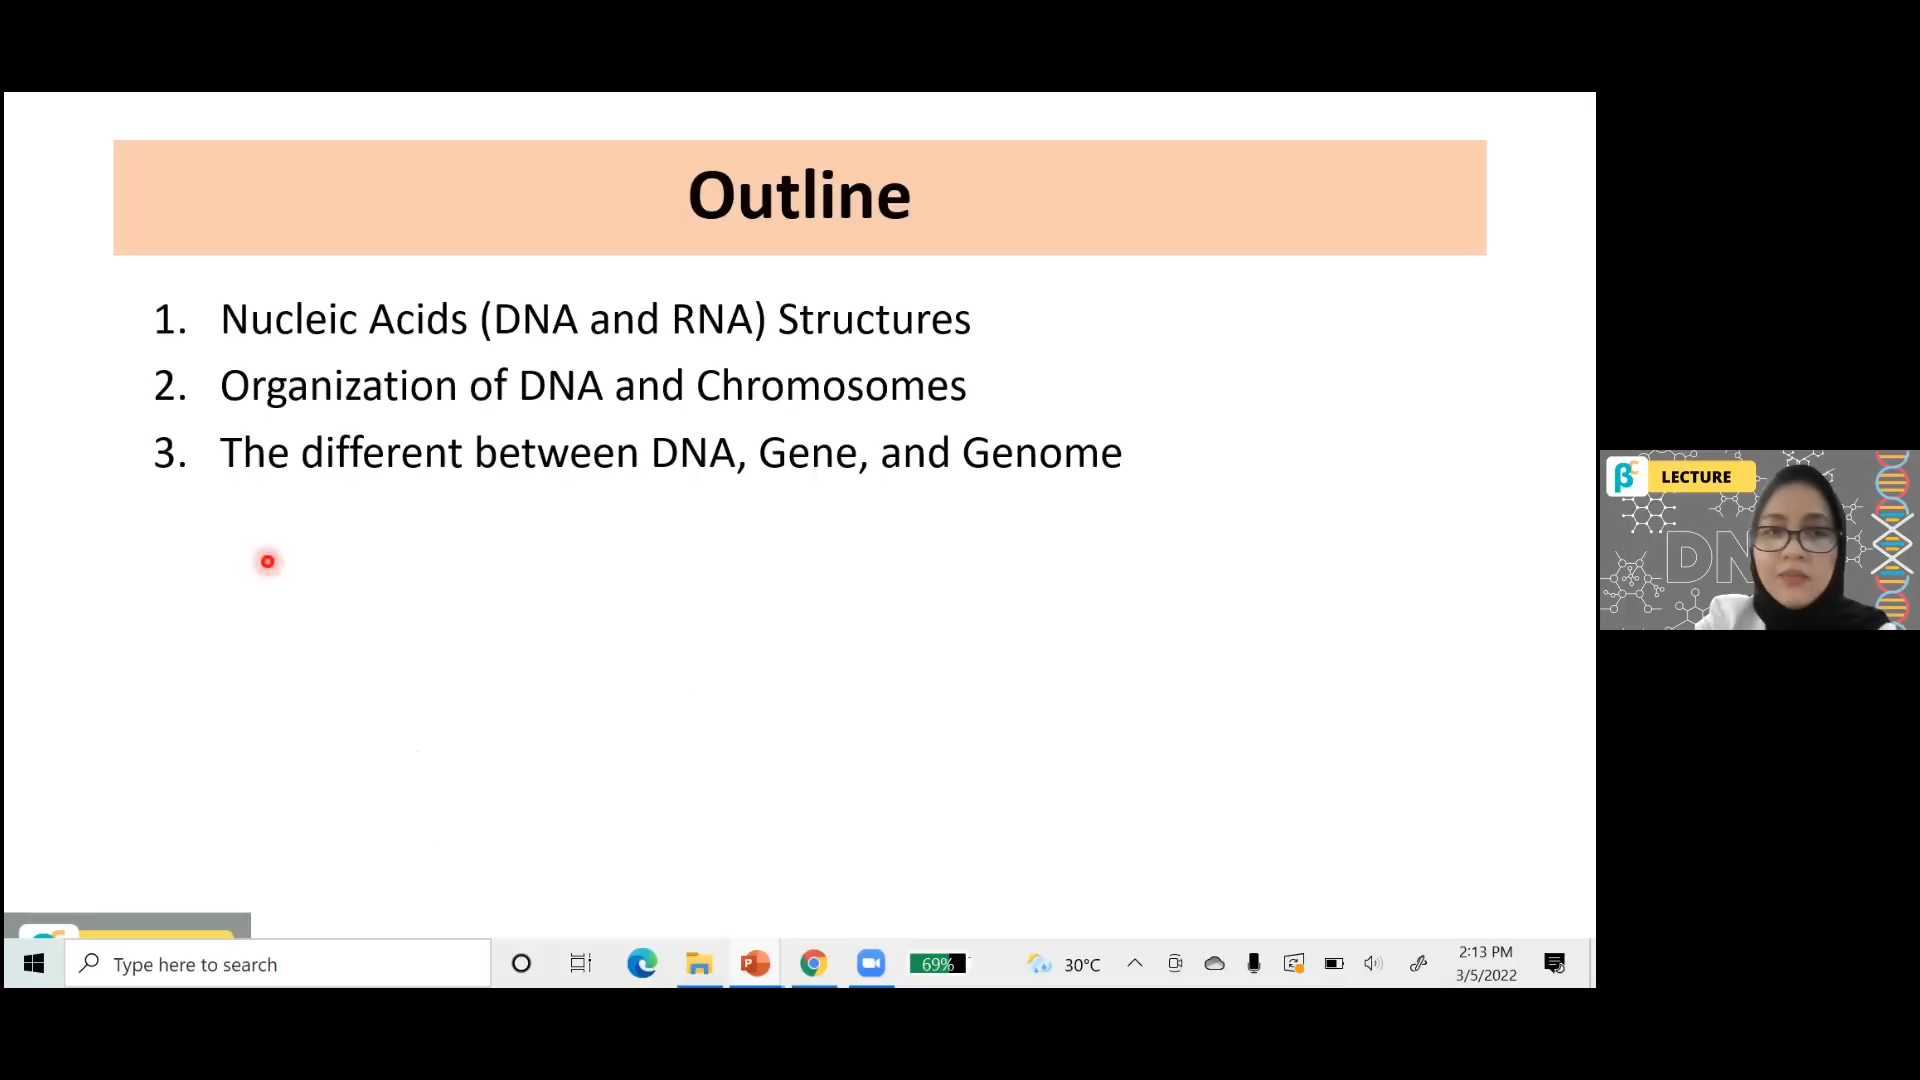 Outline
1. Nucleic Acids (DNA and RNA) Structures
2. Organization of DNA and Chromosomes
3. The different between DNA, Gene, and Genome
LECTURE
DN
Type here to search
69%
30°C
2:13 PM
3/5/2022